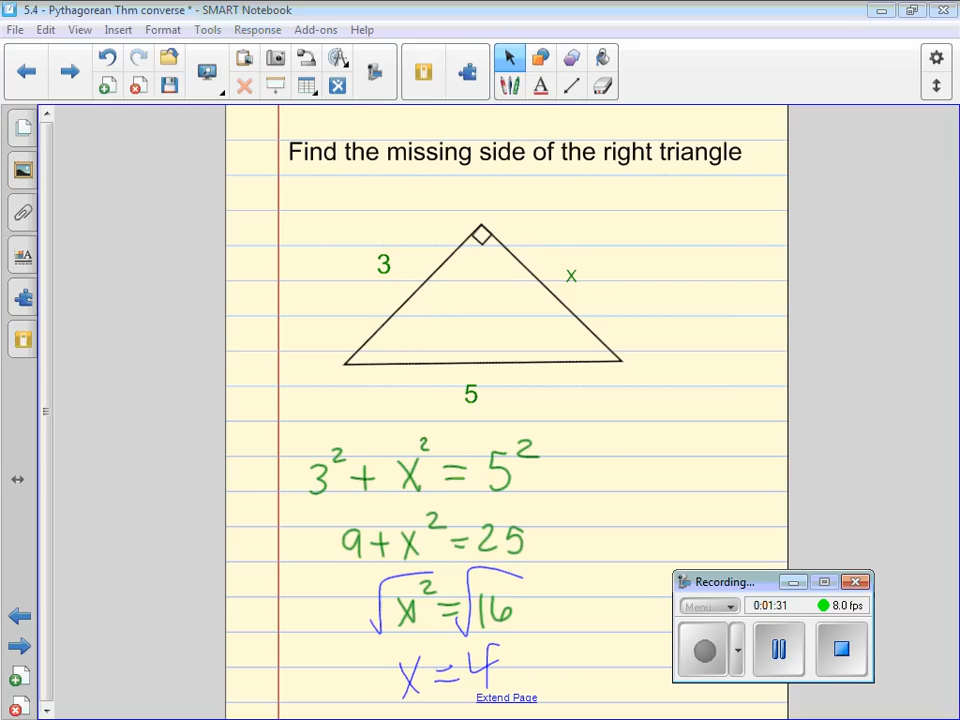 5.4 - Pythagorean Thm converse * - SMART Notebook
File Edit View Insert Format Tools Response Add-ons Help
Find the missing side of the right triangle
3
x
5
3² + x² = 5²
9 + x² = 25
√x² = √16
x = 4
Extend Page
Recording...
Menu 0:01:31 8.0 fps